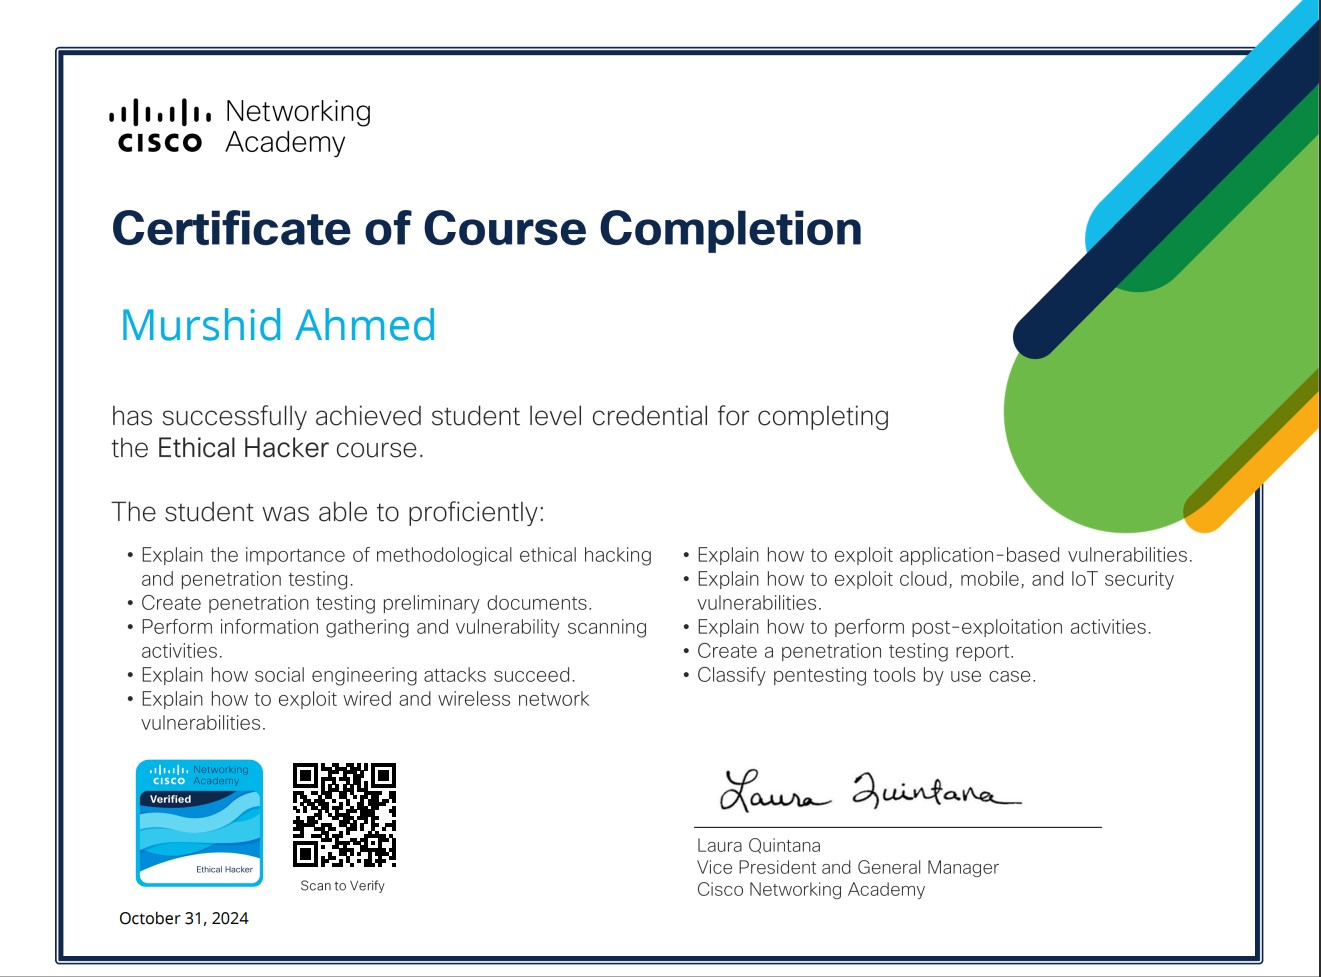 Networking
CISCO Academy
Certificate of Course Completion
Murshid Ahmed
has successfully achieved student level credential for completing
the Ethical Hacker course.
The student was able to proficiently:
• Explain the importance of methodological ethical hacking
and penetration testing.
• Create penetration testing preliminary documents.
• Perform information gathering and vulnerability scanning
activities.
• Explain how social engineering attacks succeed.
• Explain how to exploit wired and wireless network
vulnerabilities.
• Explain how to exploit application-based vulnerabilities.
• Explain how to exploit cloud, mobile, and IoT security
vulnerabilities.
• Explain how to perform post-exploitation activities.
• Create a penetration testing report.
• Classify pentesting tools by use case.
Networking
CISCO Academy
Verified
Ethical Hacker
Scan to Verify
October 31, 2024
Laura Quintana
Laura Quintana
Vice President and General Manager
Cisco Networking Academy